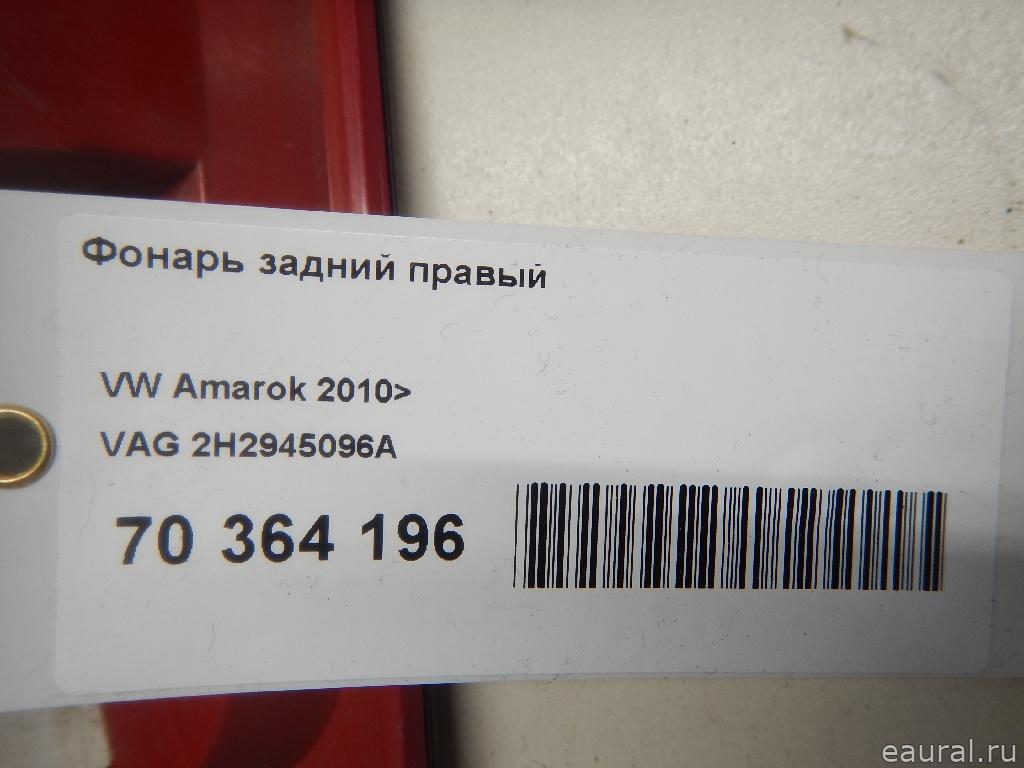 Фонарь задний правый
VW Amarok 2010>
VAG 2H2945096A
70 364 196
eaural.ru